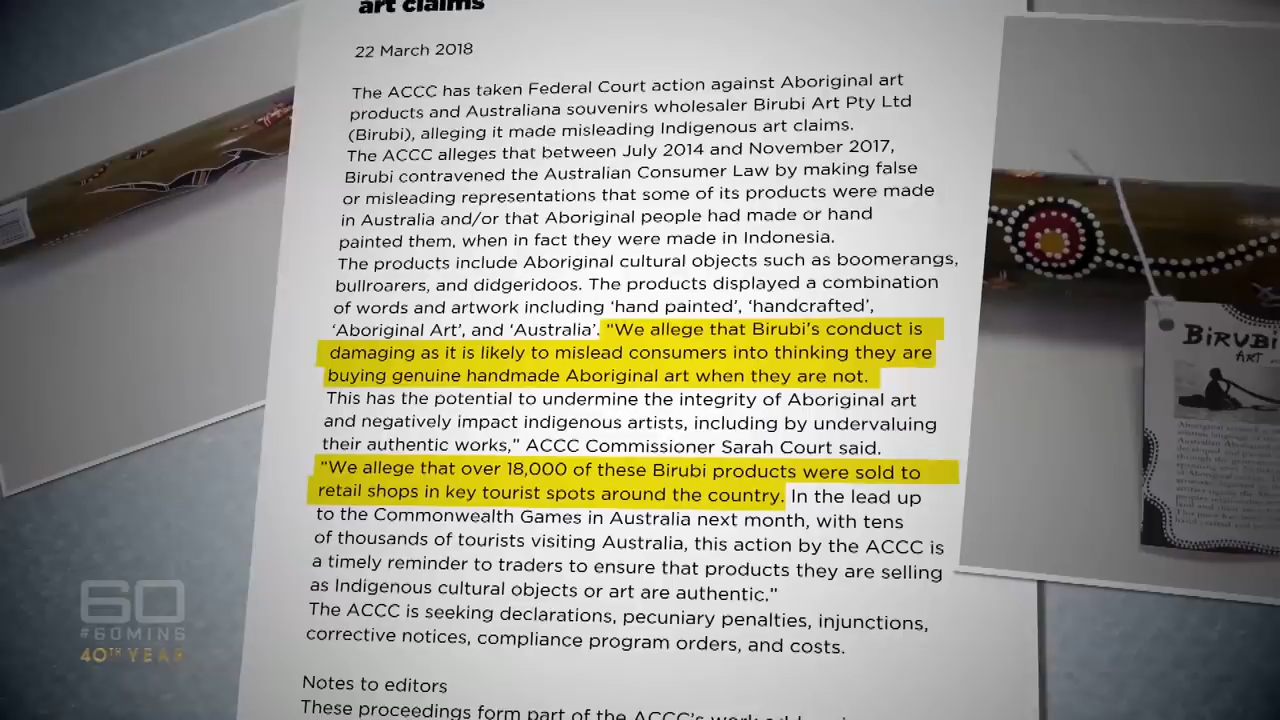 art claims
22 March 2018
The ACCC has taken Federal Court action against Aboriginal art
products and Australiana souvenirs wholesaler Birubi Art Pty Ltd
(Birubi), alleging it made misleading Indigenous art claims.
The ACCC alleges that between July 2014 and November 2017,
Birubi contravened the Australian Consumer Law by making false
or misleading representations that some of its products were made
in Australia and/or that Aboriginal people had made or hand
painted them, when in fact they were made in Indonesia.
The products include Aboriginal cultural objects such as boomerangs,
bullroarers, and didgeridoos. The products displayed a combination
of words and artwork including ‘hand painted’, ‘handcrafted’,
‘Aboriginal Art’, and ‘Australia’. “We allege that Birubi’s conduct is
damaging as it is likely to mislead consumers into thinking they are
buying genuine handmade Aboriginal art when they are not.
This has the potential to undermine the integrity of Aboriginal art
and negatively impact indigenous artists, including by undervaluing
their authentic works,” ACCC Commissioner Sarah Court said.
“We allege that over 18,000 of these Birubi products were sold to
retail shops in key tourist spots around the country. In the lead up
to the Commonwealth Games in Australia next month, with tens
of thousands of tourists visiting Australia, this action by the ACCC is
a timely reminder to traders to ensure that products they are selling
as Indigenous cultural objects or art are authentic.”
The ACCC is seeking declarations, pecuniary penalties, injunctions,
corrective notices, compliance program orders, and costs.
Notes to editors
These proceedings form part of the ACCC’s work
BIRUBI
ART
60
#60MINS
40TH YEAR